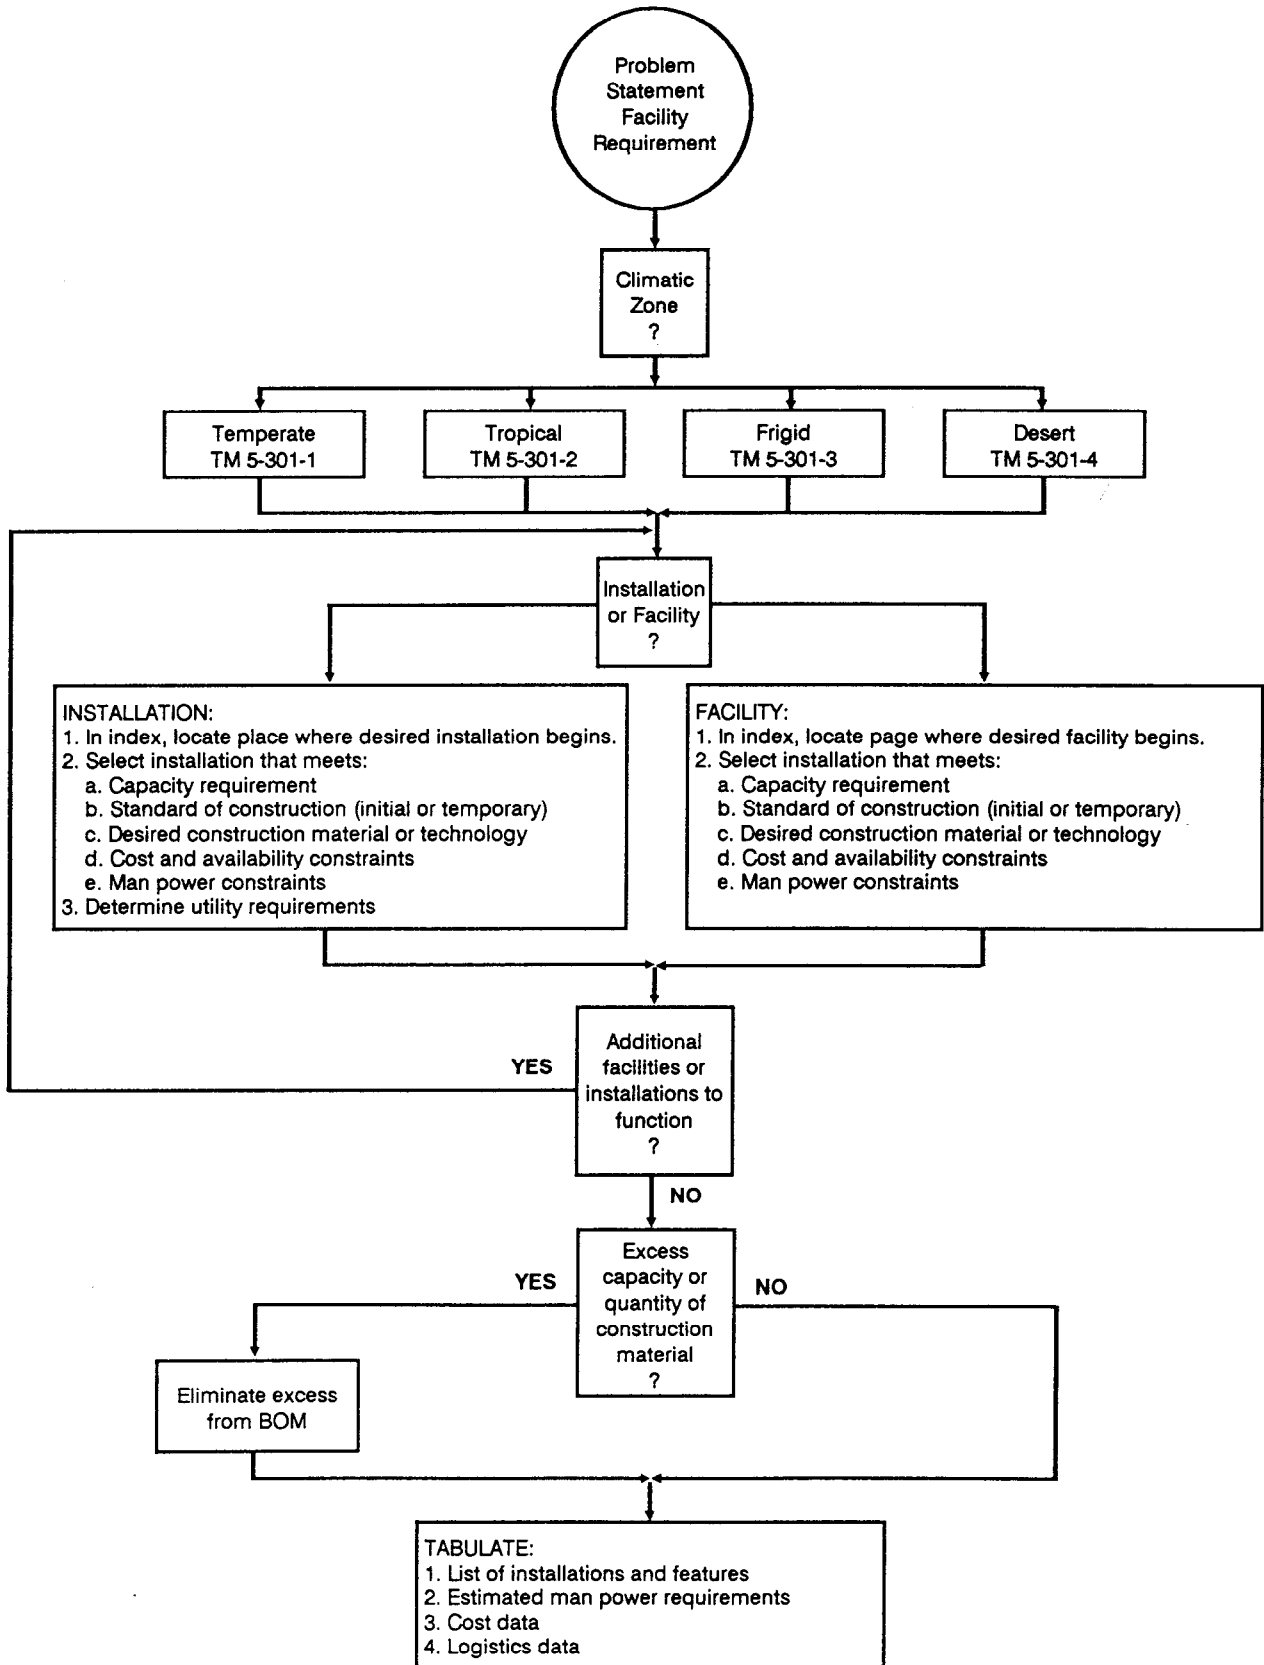 Problem
Statement
Facility
Requirement
Climatic
Zone
?
Temperate
TM 5-301-1
Tropical
TM 5-301-2
Frigid
TM 5-301-3
Desert
TM 5-301-4
Installation
or Facility
?
INSTALLATION:
1. In index, locate place where desired installation begins.
2. Select installation that meets:
a. Capacity requirement
b. Standard of construction (initial or temporary)
c. Desired construction material or technology
d. Cost and availability constraints
e. Man power constraints
3. Determine utility requirements
FACILITY:
1. In index, locate page where desired facility begins.
2. Select installation that meets:
a. Capacity requirement
b. Standard of construction (initial or temporary)
c. Desired construction material or technology
d. Cost and availability constraints
e. Man power constraints
YES
Additional
facilities or
installations to
function
?
NO
YES
Excess
capacity or
quantity of
construction
material
?
NO
Eliminate excess
from BOM
TABULATE:
1. List of installations and features
2. Estimated man power requirements
3. Cost data
4. Logistics data